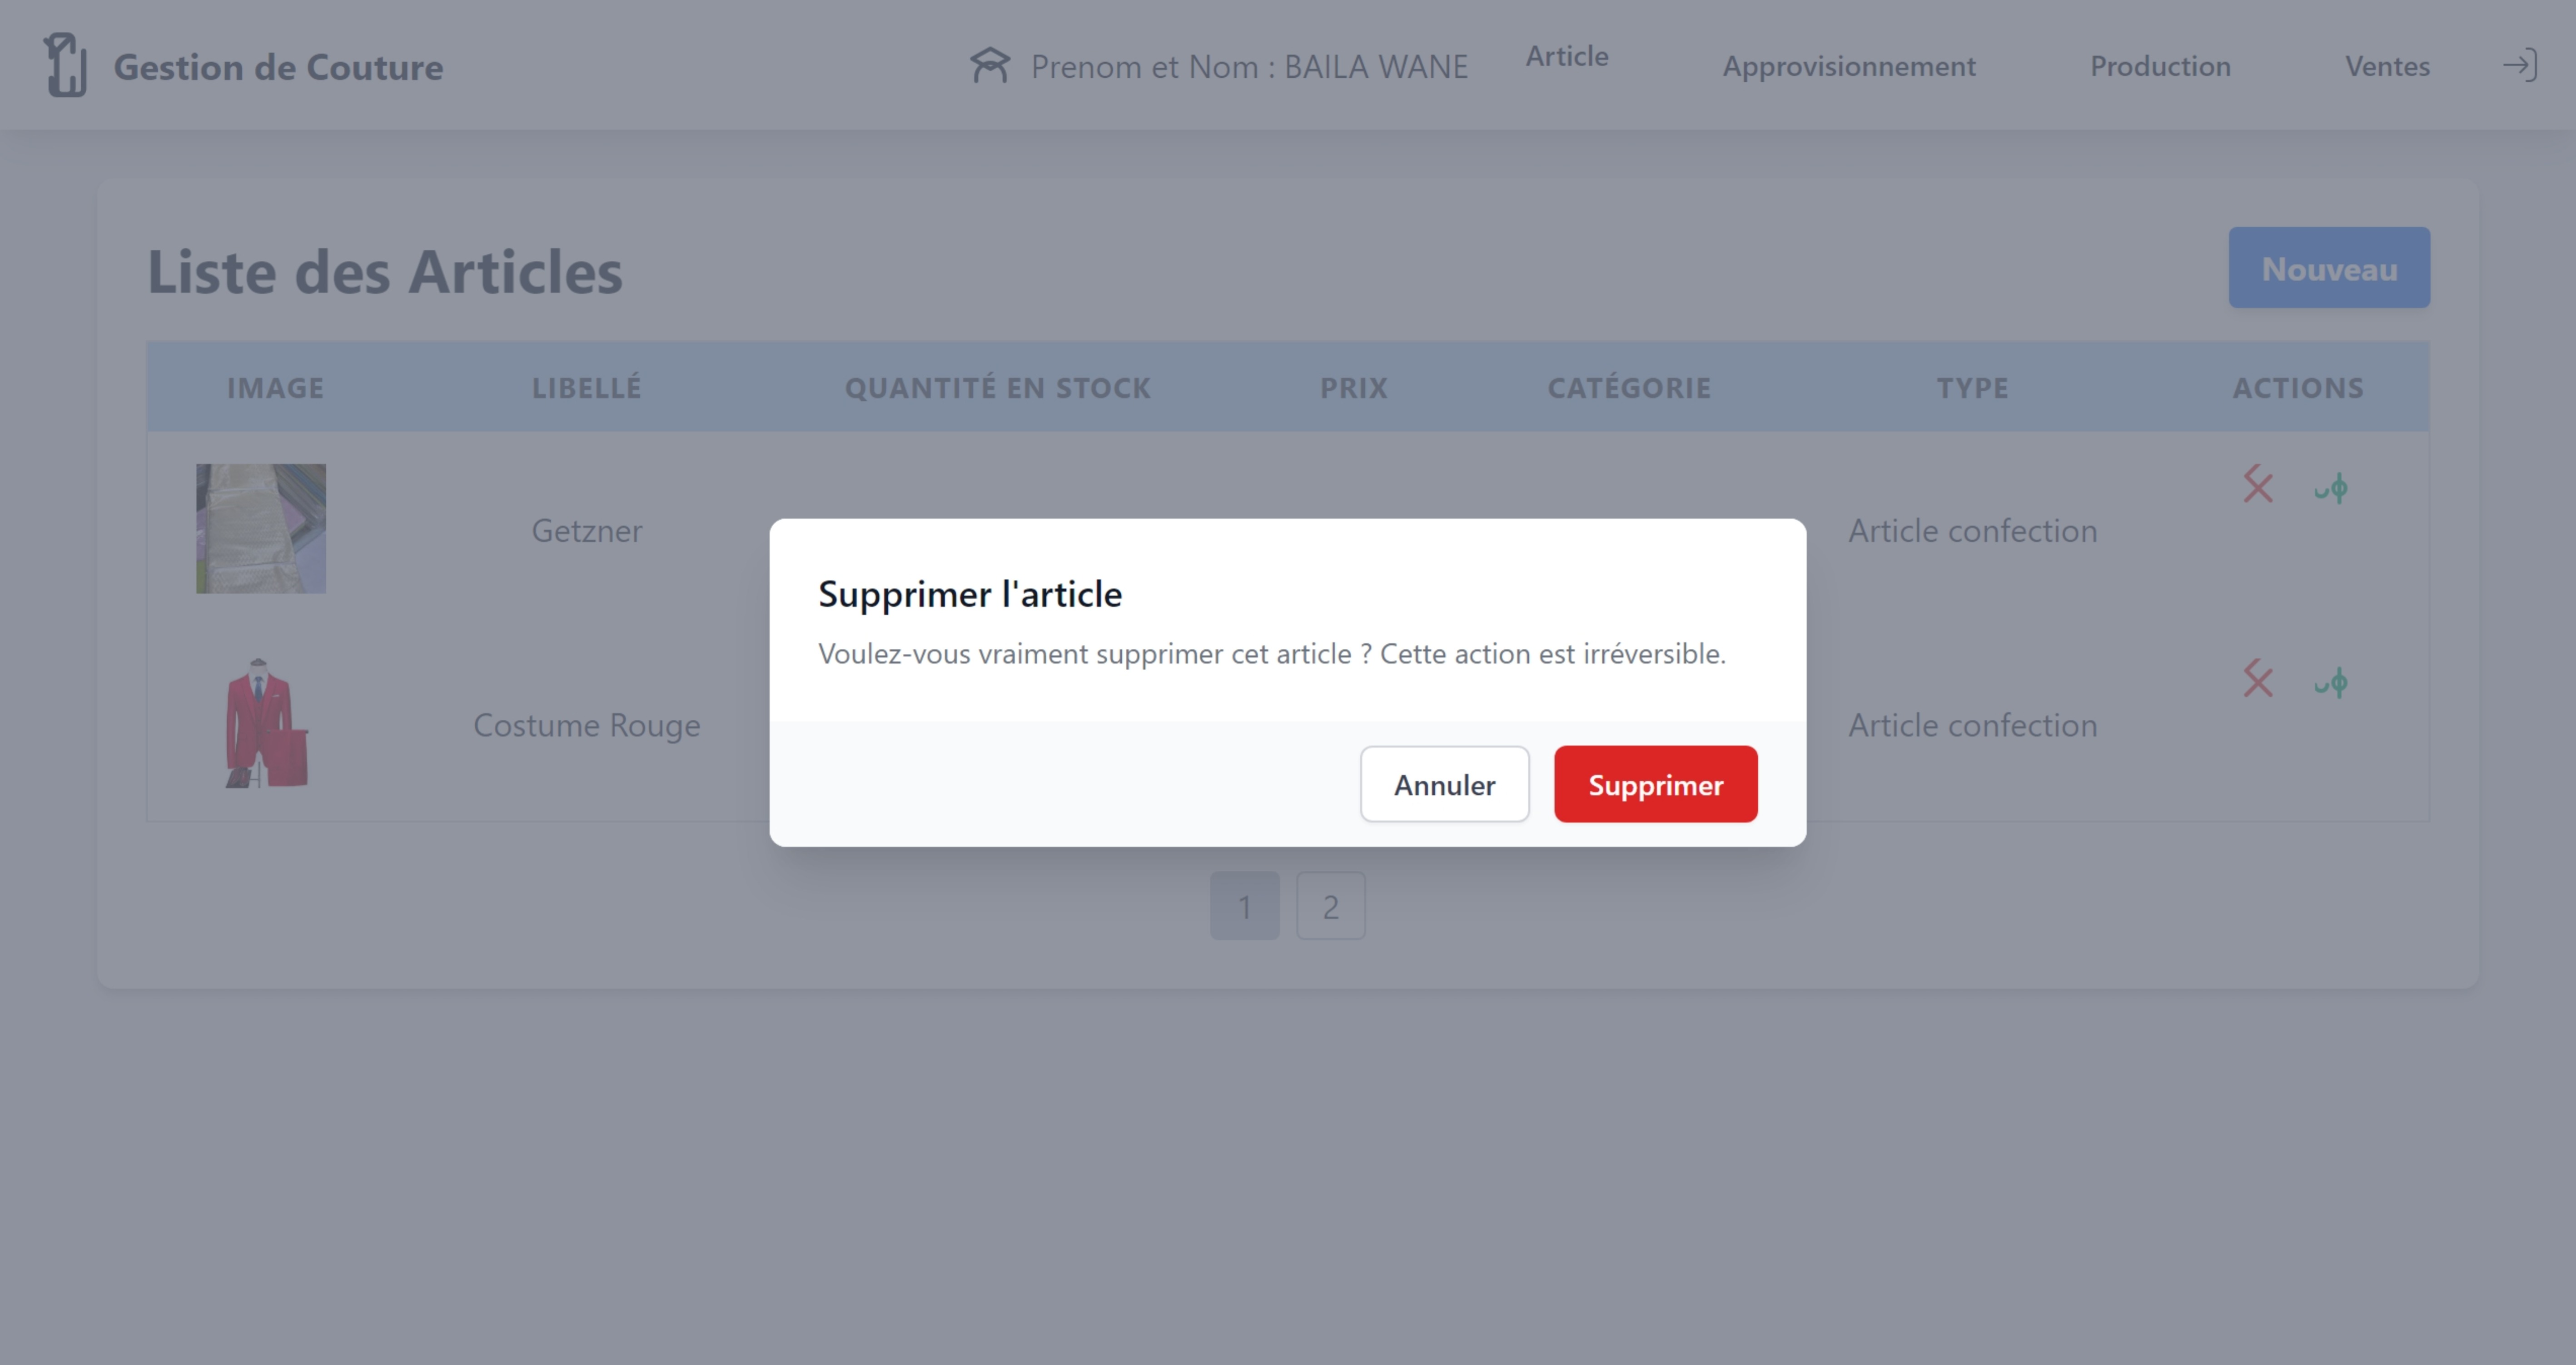 Gestion de Couture
Prenom et Nom : BAILA WANE
Article
Approvisionnement
Production
Ventes
Liste des Articles
Nouveau
IMAGE LIBELLÉ QUANTITÉ EN STOCK PRIX CATÉGORIE TYPE ACTIONS
Getzner Article confection
Costume Rouge Article confection
Supprimer l'article
Voulez-vous vraiment supprimer cet article ? Cette action est irréversible.
Annuler Supprimer
1 2